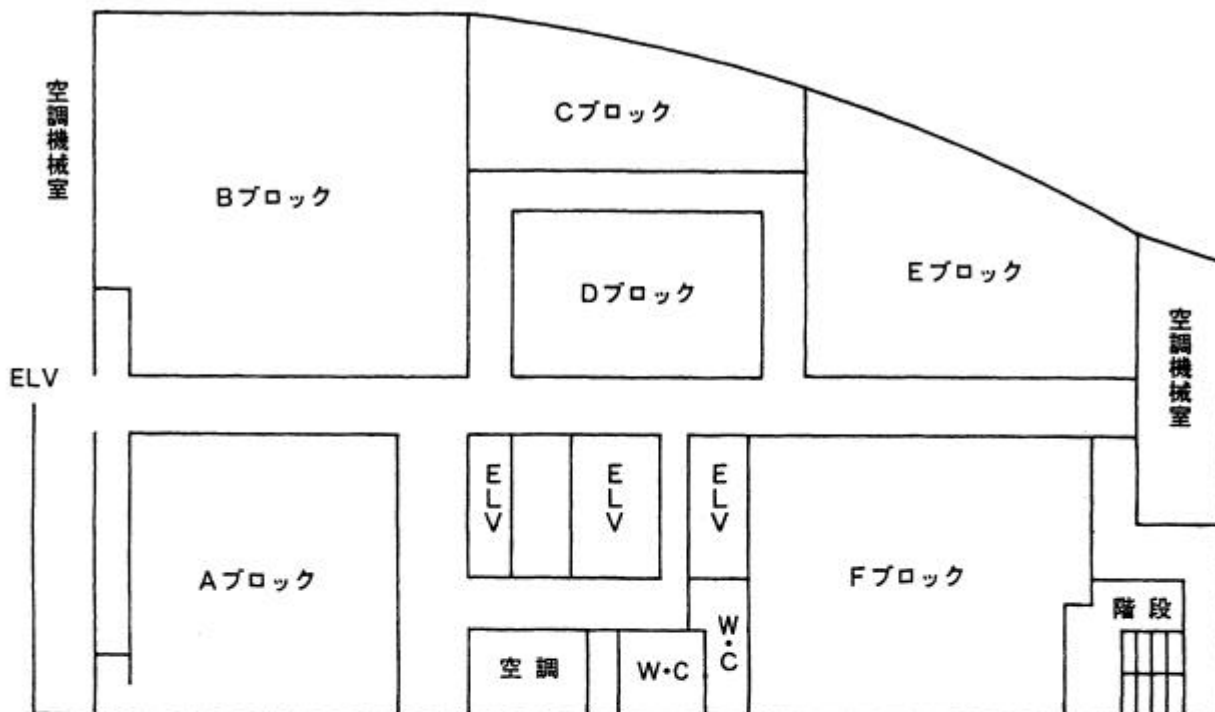 Cブロック
空調機械室
Bブロック
Dブロック
Eブロック
空調機械室
ELV
ELV
ELV
ELV
Aブロック
Fブロック
階段
空調
W・C
W・C